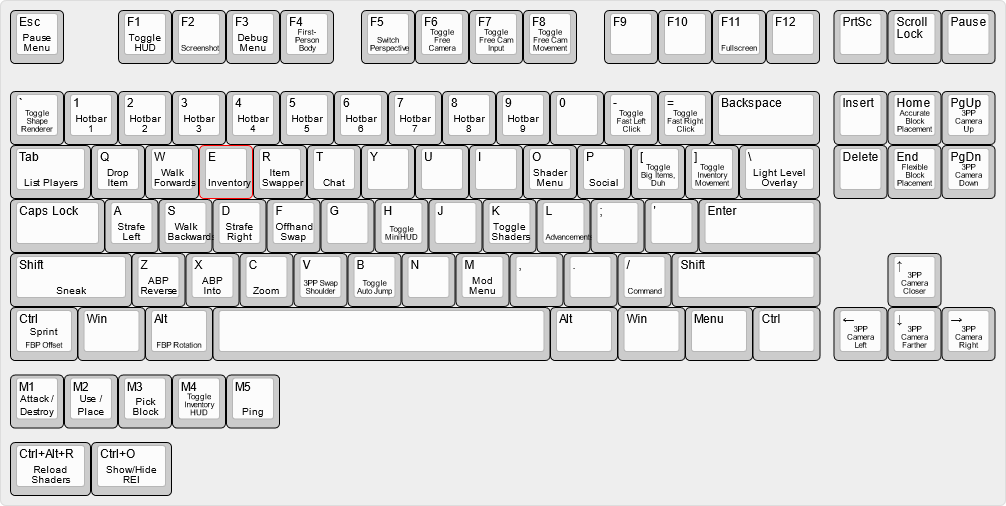 Esc
Pause
Menu
F1
Toggle
HUD
F2
Screenshot
F3
Debug
Menu
F4
First-
Person
Body
F5
Switch
Perspective
F6
Toggle
Free
Camera
F7
Toggle
Free Cam
Input
F8
Toggle
Free Cam
Movement
F9
F10
F11
Fullscreen
F12
PrtSc
Scroll
Lock
Pause
`
Toggle
Shape
Renderer
1
Hotbar
1
2
Hotbar
2
3
Hotbar
3
4
Hotbar
4
5
Hotbar
5
6
Hotbar
6
7
Hotbar
7
8
Hotbar
8
9
Hotbar
9
0
-
Toggle
Fast Left
Click
=
Toggle
Fast Right
Click
Backspace
Insert
Home
Accurate
Block
Placement
PgUp
3PP
Camera
Up
Tab
List Players
Q
Drop
Item
W
Walk
Forwards
E
Inventory
R
Item
Swapper
T
Chat
Y
U
I
O
Shader
Menu
P
Social
[
Toggle
Big Items,
Duh
]
Toggle
Inventory
Movement
\
Light Level
Overlay
Delete
End
Flexible
Block
Placement
PgDn
3PP
Camera
Down
Caps Lock
A
Strafe
Left
S
Walk
Backward
D
Strafe
Right
F
Offhand
Swap
G
H
Toggle
MiniHUD
J
K
Toggle
Shaders
L
Advancements
;
'
Enter
Shift
Sneak
Z
ABP
Reverse
X
ABP
Into
C
Zoom
V
3PP Swap
Shoulder
B
Toggle
Auto Jump
N
M
Mod
Menu
,
.
/
Command
Shift
↑
3PP
Camera
Closer
Ctrl
Sprint
FBP Offset
Win
Alt
FBP Rotation
Alt
Win
Menu
Ctrl
←
3PP
Camera
Left
↓
3PP
Camera
Farther
→
3PP
Camera
Right
M1
Attack /
Destroy
M2
Use /
Place
M3
Pick
Block
M4
Toggle
Inventory
HUD
M5
Ping
Ctrl+Alt+R
Reload
Shaders
Ctrl+O
Show/Hide
REI